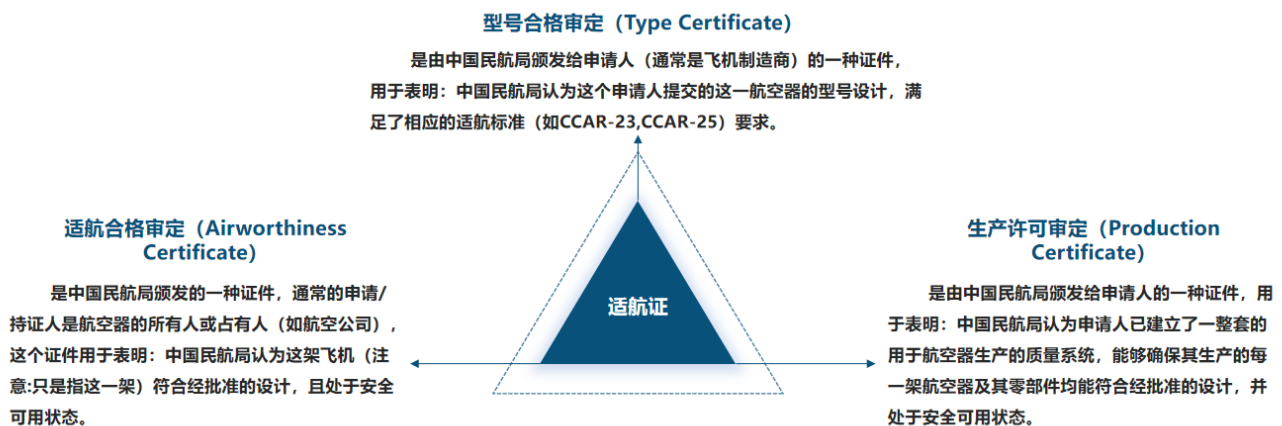 型号合格审定（Type Certificate）
是由中国民航局颁发给申请人（通常是飞机制造商）的一种证件，
用于表明：中国民航局认为这个申请人提交的这一航空器的型号设计，满
足了相应的适航标准（如CCAR-23,CCAR-25）要求。
适航合格审定（Airworthiness
Certificate）
是中国民航局颁发的一种证件，通常的申请/
持证人是航空器的所有人或占有人（如航空公司），
这个证件用于表明：中国民航局认为这架飞机（注
意:只是指这一架）符合经批准的设计，且处于安全
可用状态。
适航证
生产许可审定（Production
Certificate）
是由中国民航局颁发给申请人的一种证件，用
于表明：中国民航局认为申请人已建立了一整套的
用于航空器生产的质量系统，能够确保其生产的每
一架航空器及其零部件均能符合经批准的设计，并
处于安全可用状态。